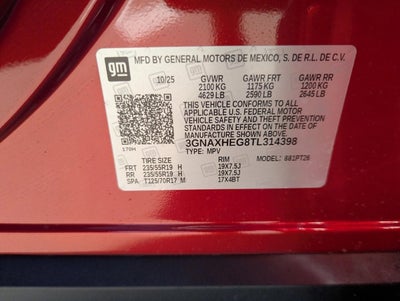 gm
MFD BY GENERAL MOTORS DE MEXICO, S. DE R.L. DE C.V.
10/25 GVWR GAWR FRT GAWR RR
2100 KG 1175 KG 1200 KG
4629 LB 2590 LB 2645 LB
THIS VEHICLE CONFORMS TO ALL
APPLICABLE U.S. FEDERAL MOTOR
VEHICLE SAFETY, BUMPER, AND THEFT
PREVENTION STANDARDS IN EFFECT ON THE
DATE OF MANUFACTURE SHOWN ABOVE.
3GNAXHEG8TL314398
TYPE: MPV
TIRE SIZE RIM MODEL: 
FRT 235/55R19 H 19X7.5J
RR 235/55R19 H 19X7.5J
SPA T125/70R17 M 17X4BT